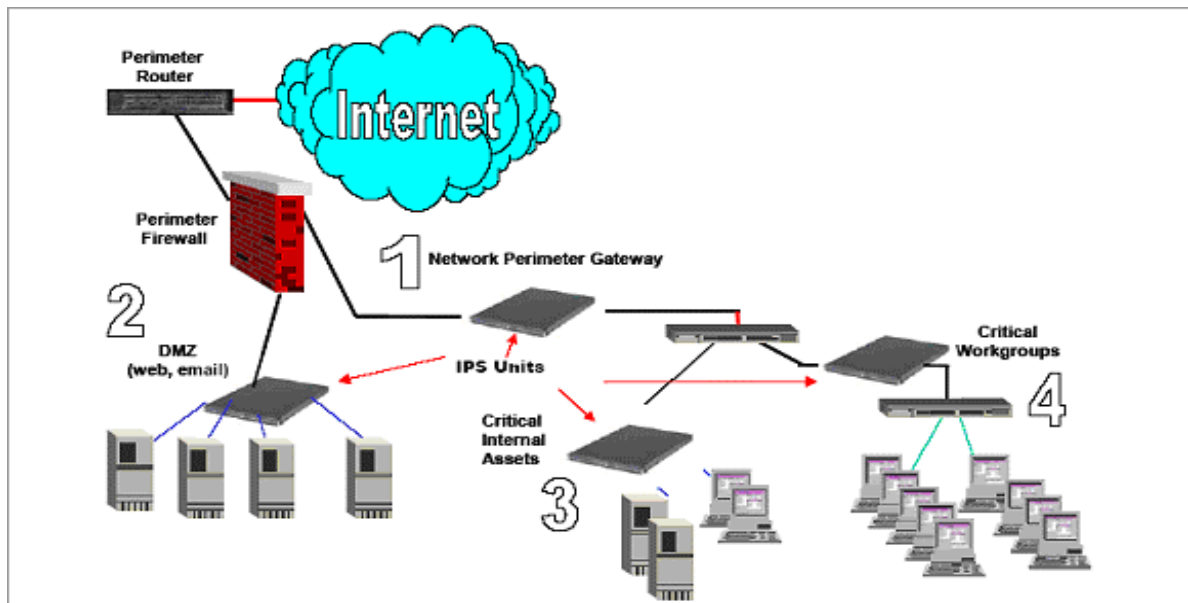 Perimeter
Router
Internet
Perimeter
Firewall
1
Network Perimeter Gateway
2
DMZ
(web, email)
IPS Units
Critical
Workgroups
4
Critical
Internal
Assets
3